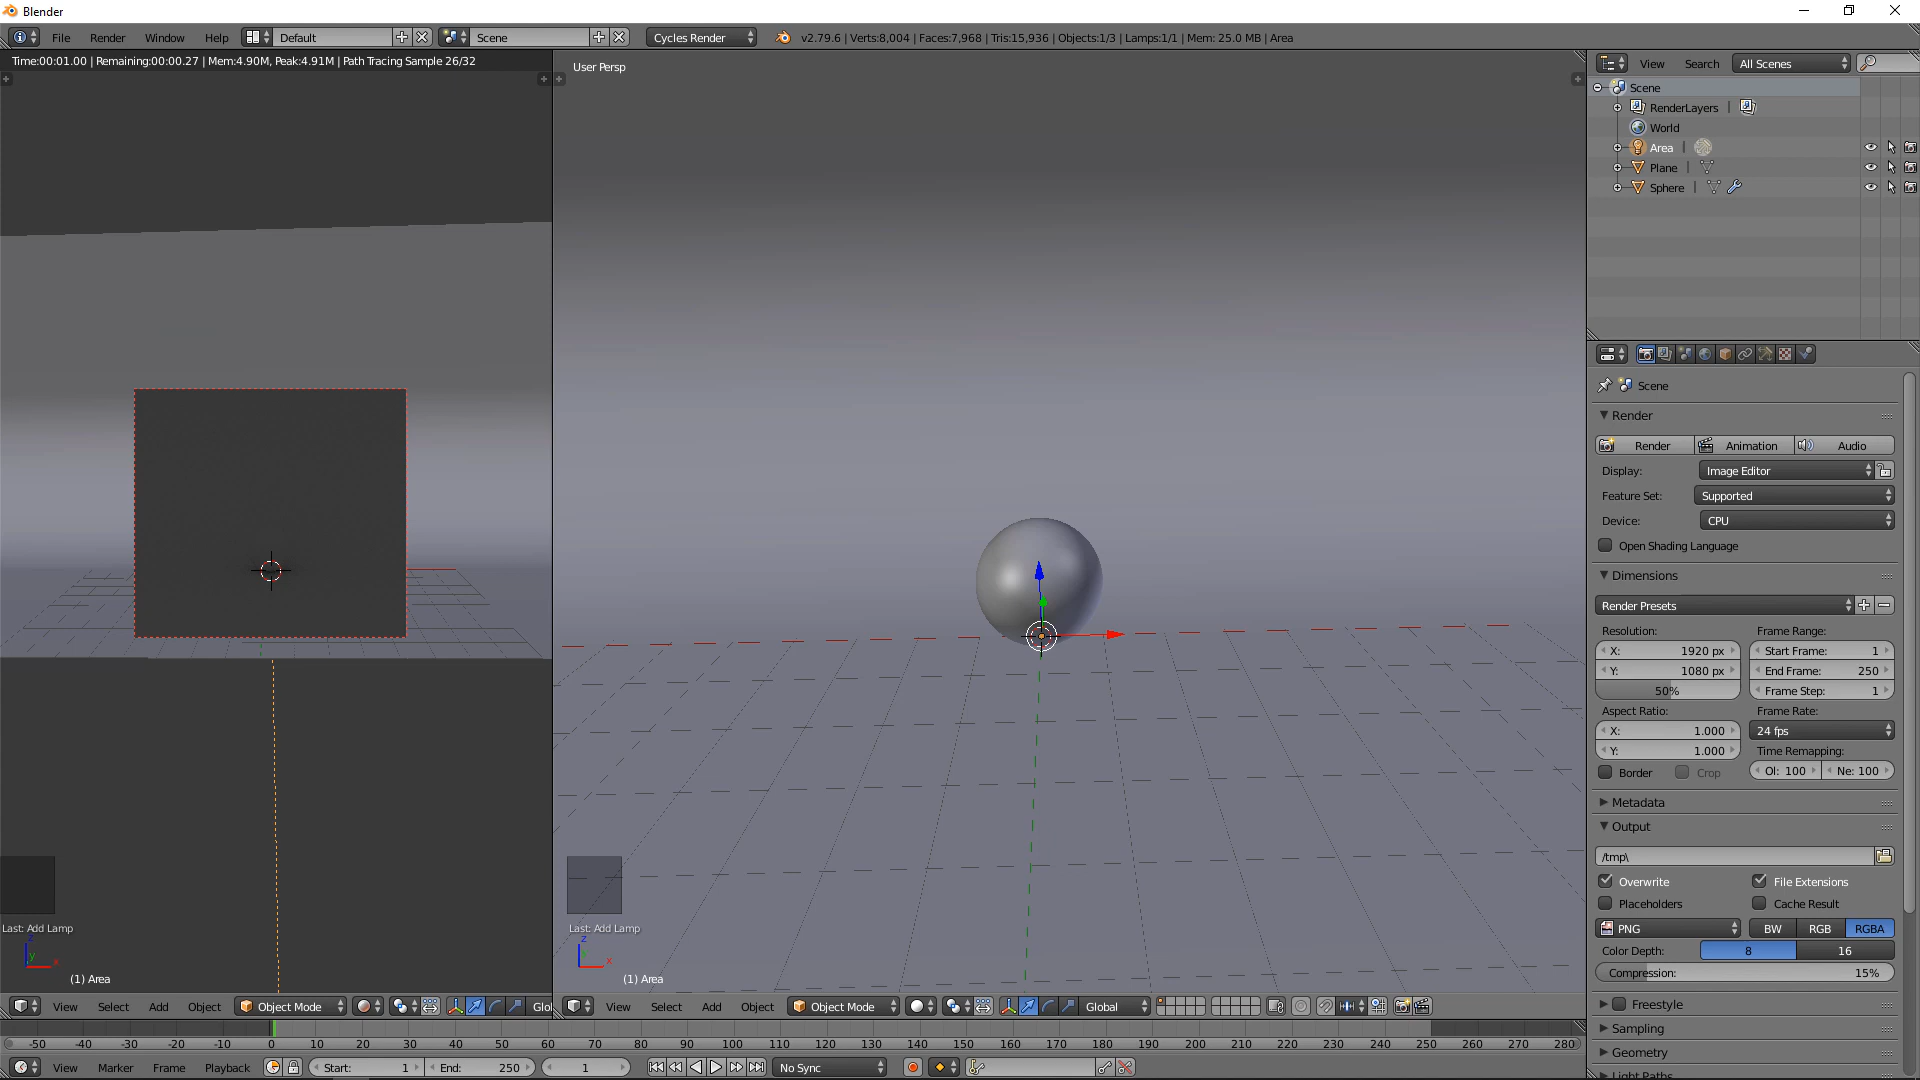 Blender
File Render Window Help Default Scene Cycles Render v2.79.6 | Verts:8,004 | Faces:7,968 | Tris:15,936 | Objects:1/3 | Lamps:1/1 | Mem: 25.0 MB | Area
Time:00:01.00 | Remaining:00:00.27 | Mem:4.90M, Peak:4.91M | Path Tracing Sample 26/32
User Persp
Last: Add Lamp
z
y
x
(1) Area
View Select Add Object Object Mode Glol
Last: Add Lamp
z
x
(1) Area
View Select Add Object Object Mode Global
View Search All Scenes
Scene
RenderLayers |
World
Area |
Plane |
Sphere |
Scene
Render
Render Animation Audio
Display: Image Editor
Feature Set: Supported
Device: CPU
Open Shading Language
Dimensions
Render Presets
Resolution: Frame Range:
X: 1920 px Start Frame: 1
Y: 1080 px End Frame: 250
50% Frame Step: 1
Aspect Ratio: Frame Rate:
X: 1.000 24 fps
Y: 1.000 Time Remapping:
Border Crop Ol: 100 Ne: 100
Metadata
Output
/tmp\
Overwrite File Extensions
Placeholders Cache Result
PNG BW RGB RGBA
Color Depth: 8 16
Compression: 15%
Freestyle
Sampling
Geometry
Light Paths
-50 -40 -30 -20 -10 0 10 20 30 40 50 60 70 80 90 100 110 120 130 140 150 160 170 180 190 200 210 220 230 240 250 260 270 280
View Marker Frame Playback Start: 1 End: 250 1 No Sync